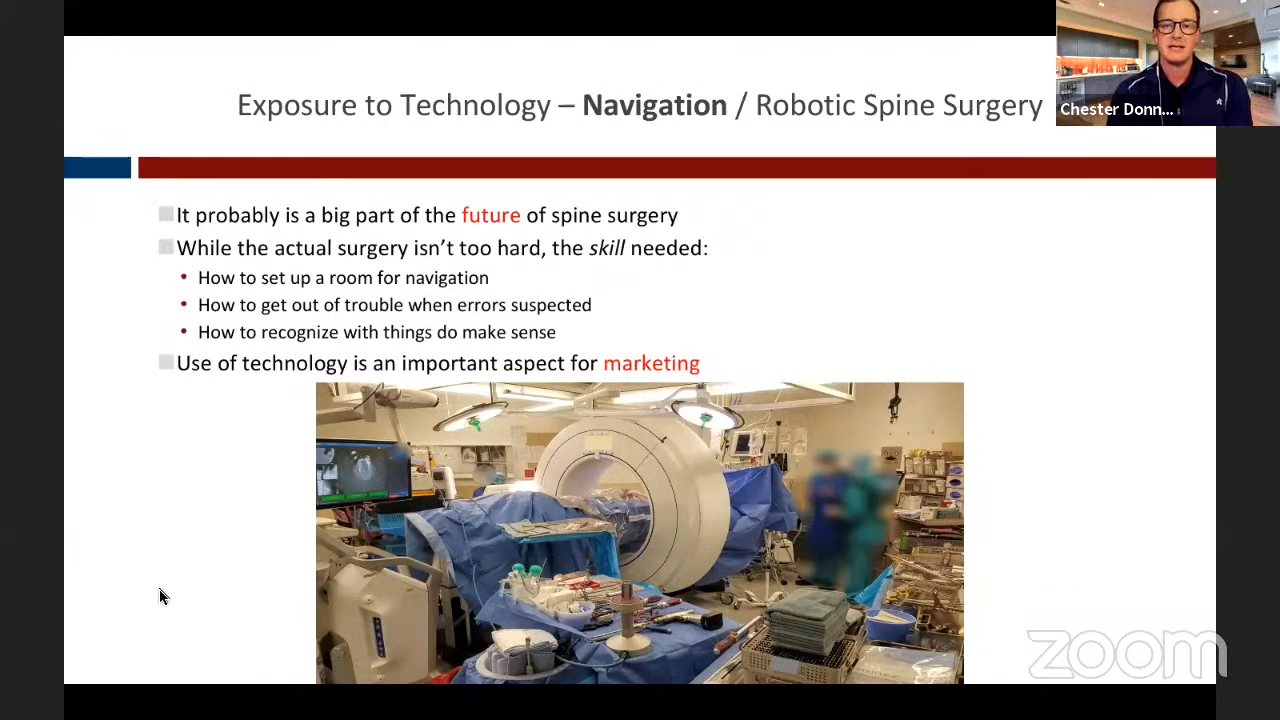 Exposure to Technology – Navigation / Robotic Spine Surgery
Chester Donn...
It probably is a big part of the future of spine surgery
While the actual surgery isn't too hard, the skill needed:
• How to set up a room for navigation
• How to get out of trouble when errors suspected
• How to recognize with things do make sense
Use of technology is an important aspect for marketing
zoom